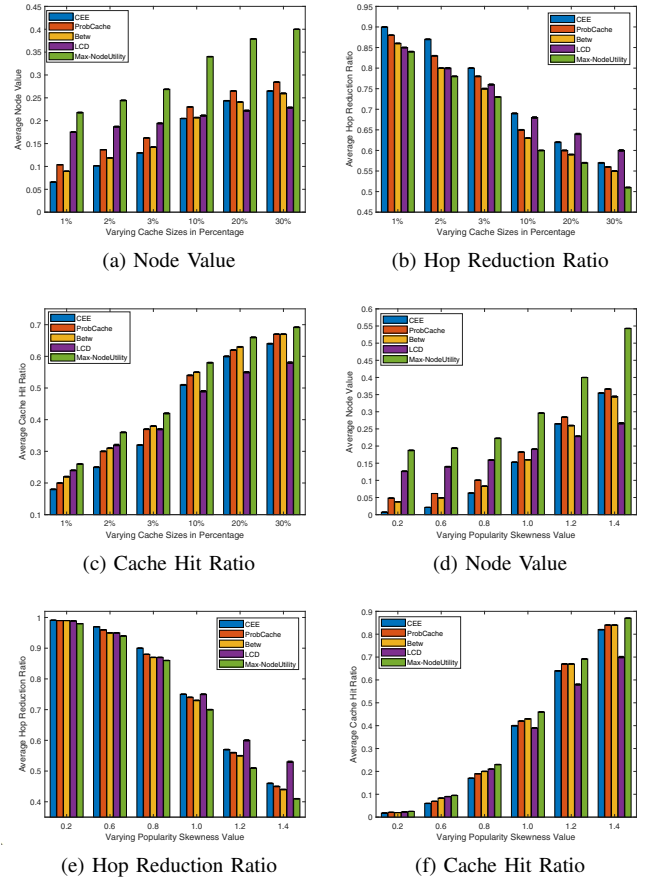 0.45
0.4
0.35
0.3
0.25
0.2
0.15
0.1
0.05
0
Average Node Value
CEE
ProbCache
Betw
LCD
Max-NodeUtility
1% 2% 3% 10% 20% 30%
Varying Cache Sizes in Percentage
(a) Node Value
0.95
0.9
0.85
0.8
0.75
0.7
0.65
0.6
0.55
0.5
0.45
Average Hop Reduction Ratio
CEE
ProbCache
Betw
LCD
Max-NodeUtility
1% 2% 3% 10% 20% 30%
Varying Cache Sizes in Percentage
(b) Hop Reduction Ratio
0.7
0.6
0.5
0.4
0.3
0.2
0.1
Average Cache Hit Ratio
CEE
ProbCache
Betw
LCD
Max-NodeUtility
1% 2% 3% 10% 20% 30%
Varying Cache Sizes in Percentage
(c) Cache Hit Ratio
0.6
0.5
0.45
0.4
0.35
0.3
0.25
0.2
0.15
0.1
0.05
0
Average Node Value
CEE
ProbCache
Betw
LCD
Max-NodeUtility
0.2 0.6 0.8 1.0 1.2 1.4
Varying Popularity Skewness Value
(d) Node Value
1
0.9
0.8
0.7
0.6
0.5
0.4
Average Hop Reduction Ratio
CEE
ProbCache
Betw
LCD
Max-NodeUtility
0.2 0.6 0.8 1.0 1.2 1.4
Varying Popularity Skewness Value
(e) Hop Reduction Ratio
0.9
0.8
0.7
0.6
0.5
0.4
0.3
0.2
0.1
0
Average Cache Hit Ratio
CEE
ProbCache
Betw
LCD
Max-NodeUtility
0.2 0.6 0.8 1.0 1.2 1.4
Varying Popularity Skewness Value
(f) Cache Hit Ratio